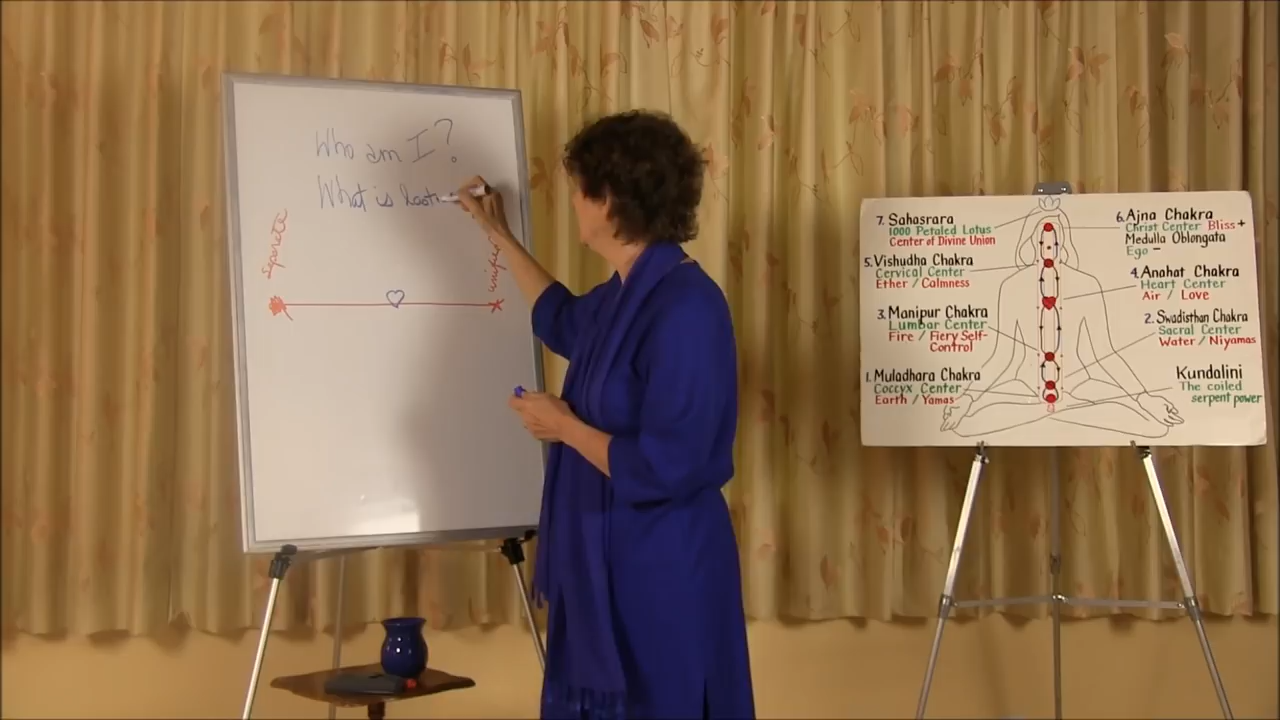 Who am I?
What is
separate
7. Sahasrara
1000 Petaled Lotus
Center of Divine Union
6. Ajna Chakra
Christ Center Bliss +
Medulla Oblongata
Ego -
5. Vishudha Chakra
Cervical Center
Ether / Calmness
4. Anahat Chakra
Heart Center
Air / Love
3. Manipur Chakra
Lumbar Center
Fire / Fiery Self-
Control
2. Swadisthan Chakra
Sacral Center
Water / Niyamas
1. Muladhara Chakra
Coccyx Center
Earth / Yamas
Kundalini
The coiled
serpent power